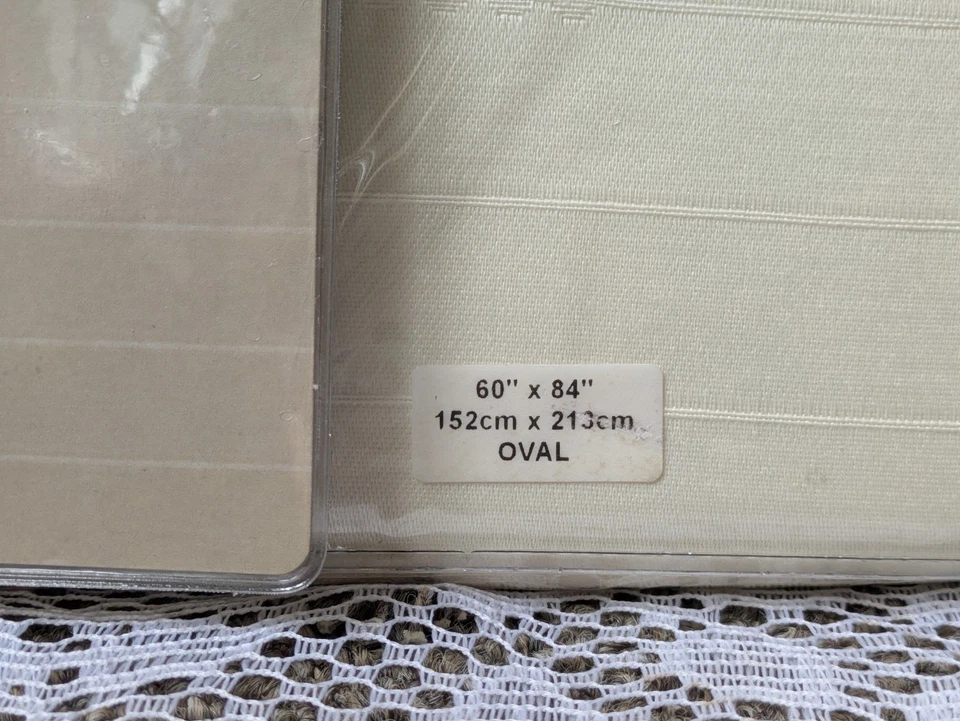 60" x 84"
152cm x 213cm
OVAL